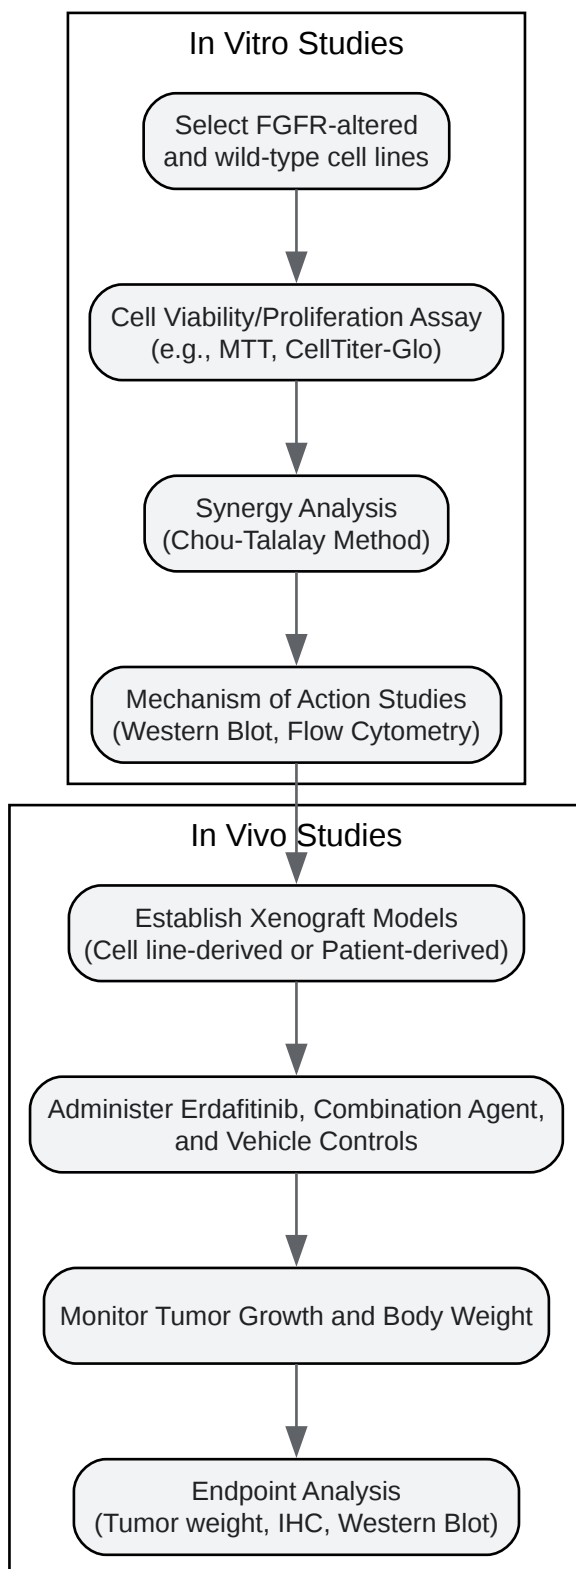 In Vitro Studies
Select FGFR-altered
and wild-type cell lines
Cell Viability/Proliferation Assay
(e.g., MTT, CellTiter-Glo)
Synergy Analysis
(Chou-Talalay Method)
Mechanism of Action Studies
(Western Blot, Flow Cytometry)
In Vivo Studies
Establish Xenograft Models
(Cell line-derived or Patient-derived)
Administer Erdafitinib, Combination Agent,
and Vehicle Controls
Monitor Tumor Growth and Body Weight
Endpoint Analysis
(Tumor weight, IHC, Western Blot)